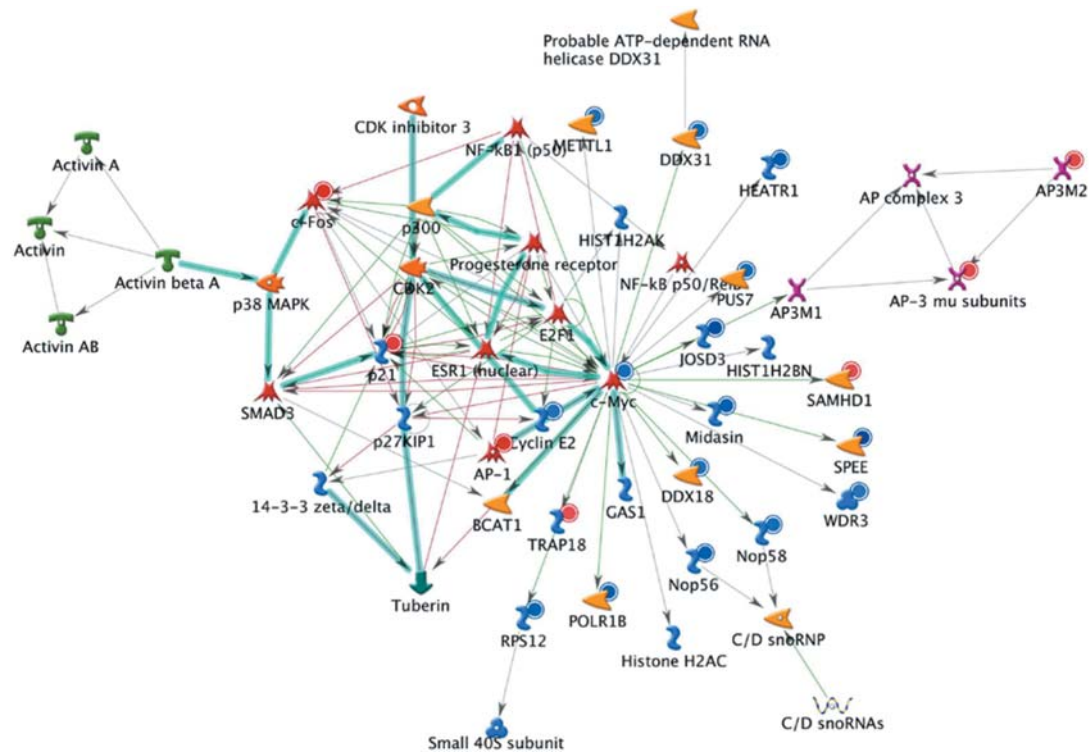 Probable ATP-dependent RNA
helicase DDX31
CDK inhibitor 3
NF-kB1 (p50)
METTL1
DDX31
HEATR1
Activin A
AP complex 3
AP3M2
c-Fos
p300
HIST1H2AK
Activin
Progesterone receptor
NF-kB p50/RelB
PUS7
Activin beta A
p38 MAPK
CDK2
AP3M1
AP-3 mu subunits
Activin AB
E2F1
JOSD3
HIST1H2BN
p21
ESR1 (nuclear)
SMAD3
c-Myc
SAMHD1
p27KIP1
Cyclin E2
Midasin
AP-1
SPEE
14-3-3 zeta/delta
BCAT1
GAS1
DDX18
WDR3
TRAP18
Nop58
Nop56
Tuberin
RPS12
POLR1B
C/D snoRNP
Histone H2AC
C/D snoRNAs
Small 40S subunit